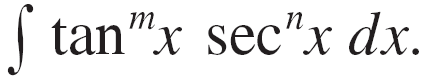 ∫ tanᵐx secⁿx dx.